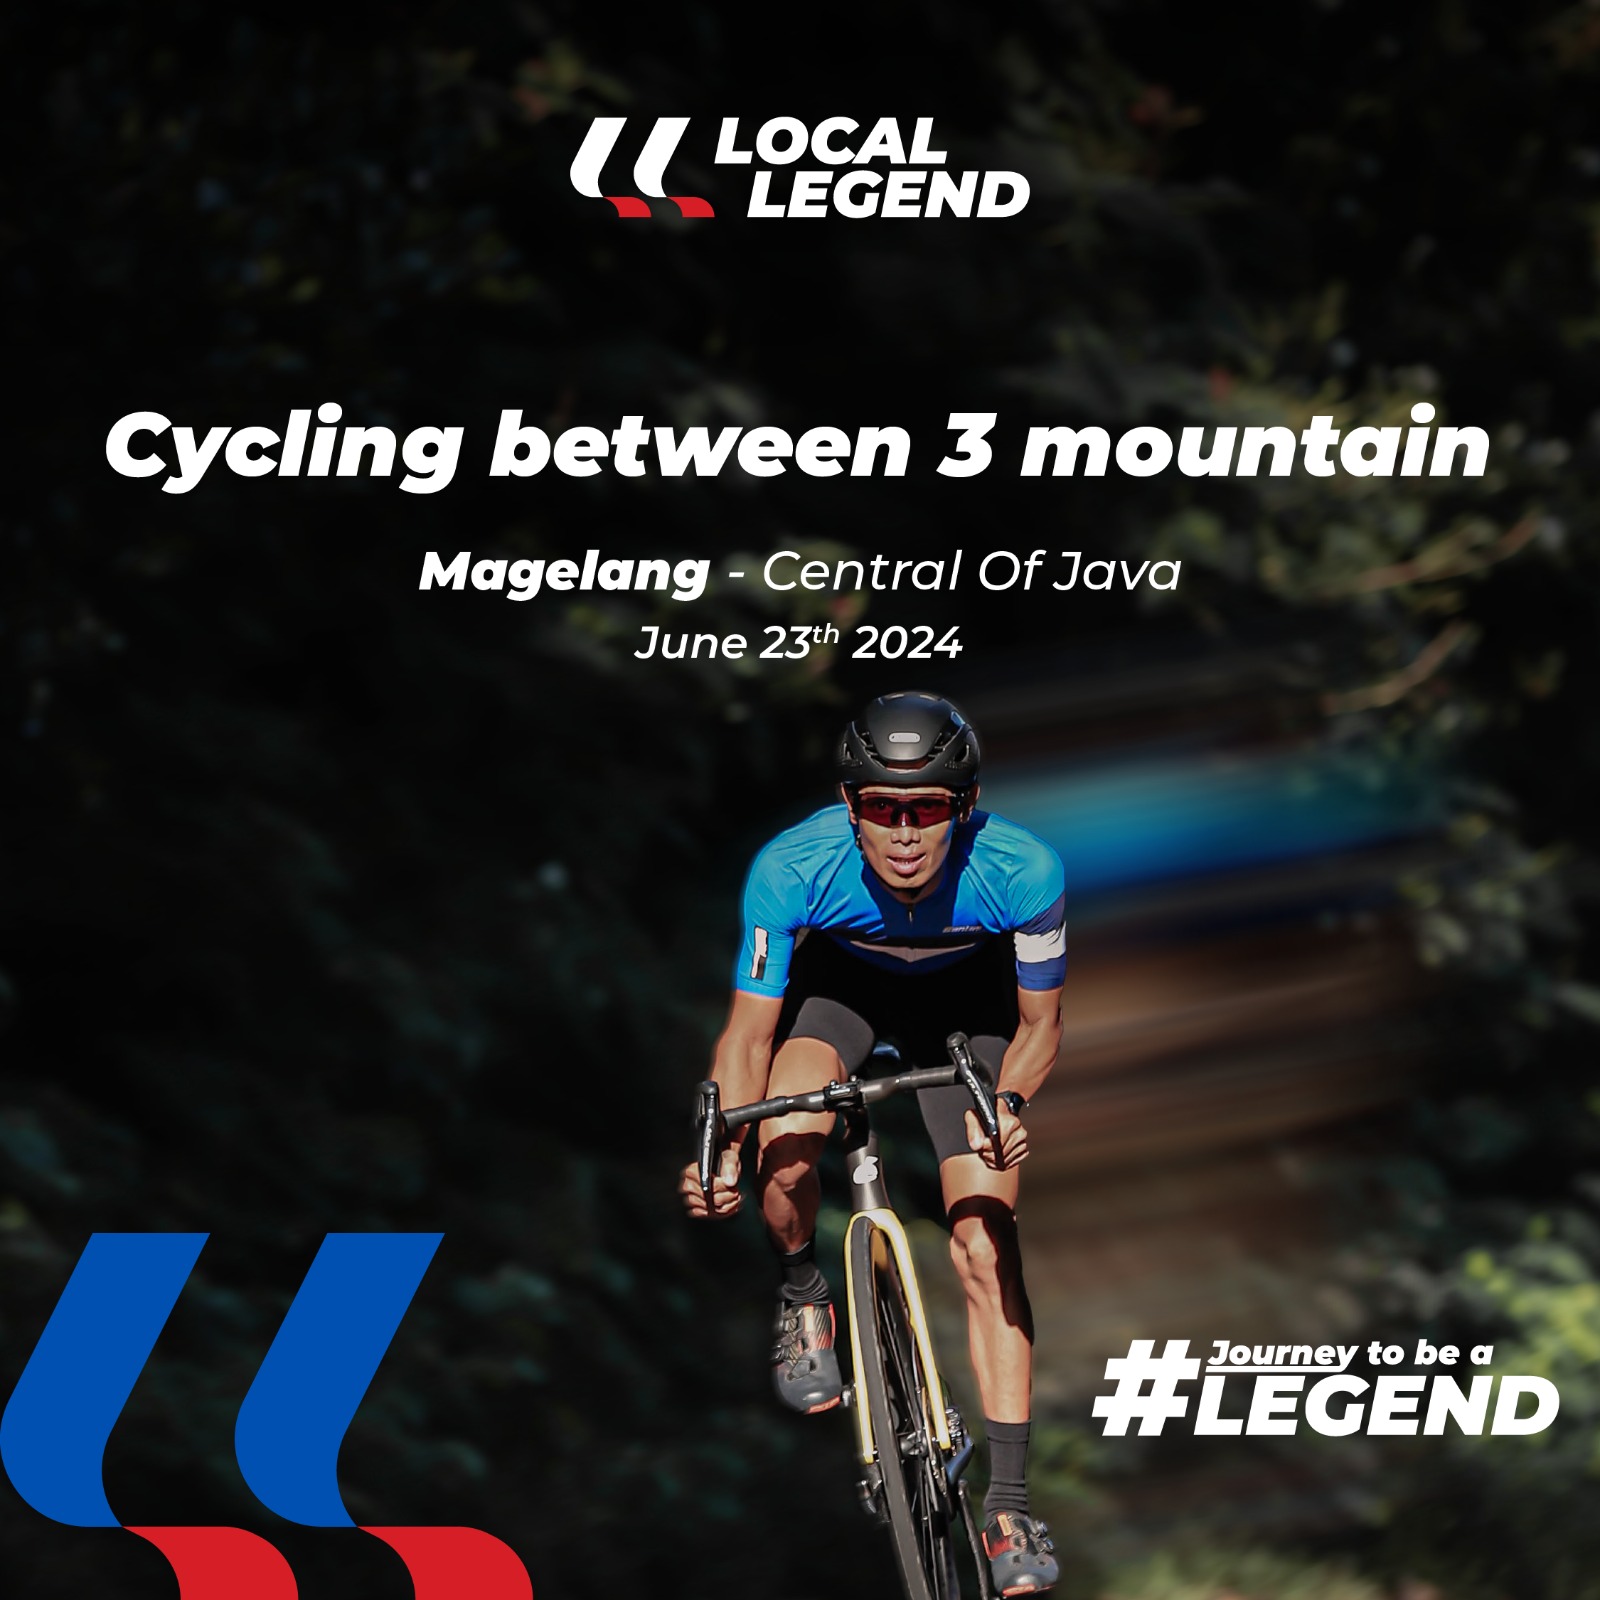 LOCAL
LEGEND
Cycling between 3 mountain
Magelang - Central Of Java
June 23th 2024
#Journey to be a
LEGEND